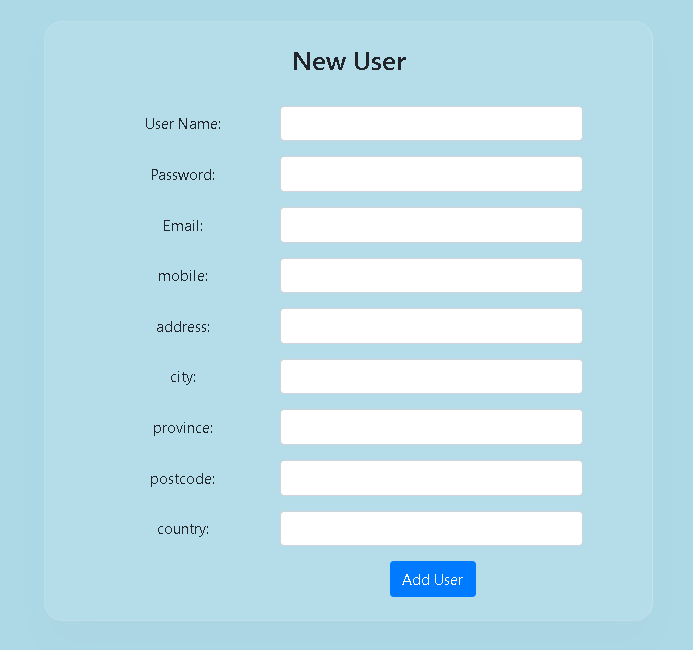 New User
User Name:
Password:
Email:
mobile:
address:
city:
province:
postcode:
country:
Add User